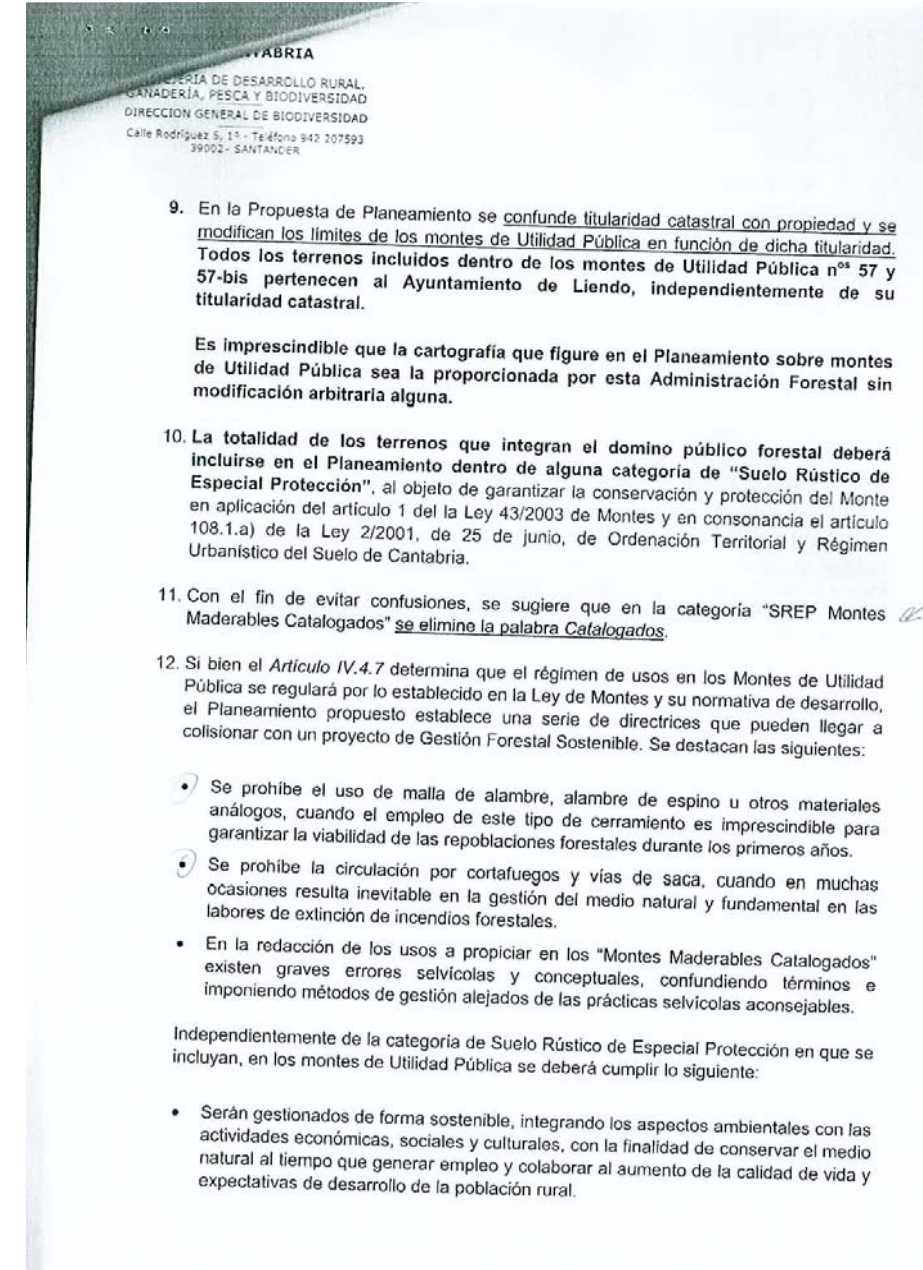 TABRIA
ERIA DE DESARROLLO RURAL,
GANADERÍA, PESCA Y BIODIVERSIDAD
DIRECCION GENERAL DE BIODIVERSIDAD
Calle Rodríguez 5, 1º - Teléfono 942 207593
39002 - SANTANDER
9. En la Propuesta de Planeamiento se confunde titularidad catastral con propiedad y se
modifican los límites de los montes de Utilidad Pública en función de dicha titularidad.
Todos los terrenos incluidos dentro de los montes de Utilidad Pública nºs 57 y
57-bis pertenecen al Ayuntamiento de Liendo, independientemente de su
titularidad catastral.
Es imprescindible que la cartografía que figure en el Planeamiento sobre montes
de Utilidad Pública sea la proporcionada por esta Administración Forestal sin
modificación arbitraria alguna.
10. La totalidad de los terrenos que integran el domino público forestal deberá
incluirse en el Planeamiento dentro de alguna categoría de “Suelo Rústico de
Especial Protección”, al objeto de garantizar la conservación y protección del Monte
en aplicación del artículo 1 del la Ley 43/2003 de Montes y en consonancia el artículo
108.1.a) de la Ley 2/2001, de 25 de junio, de Ordenación Territorial y Régimen
Urbanístico del Suelo de Cantabria.
11. Con el fin de evitar confusiones, se sugiere que en la categoría “SREP Montes
Maderables Catalogados” se elimine la palabra Catalogados.
12. Si bien el Artículo IV.4.7 determina que el régimen de usos en los Montes de Utilidad
Pública se regulará por lo establecido en la Ley de Montes y su normativa de desarrollo,
el Planeamiento propuesto establece una serie de directrices que pueden llegar a
colisionar con un proyecto de Gestión Forestal Sostenible. Se destacan las siguientes:
• Se prohíbe el uso de malla de alambre, alambre de espino u otros materiales
análogos, cuando el empleo de este tipo de cerramiento es imprescindible para
garantizar la viabilidad de las repoblaciones forestales durante los primeros años.
• Se prohibe la circulación por cortafuegos y vías de saca, cuando en muchas
ocasiones resulta inevitable en la gestión del medio natural y fundamental en las
labores de extinción de incendios forestales.
• En la redacción de los usos a propiciar en los “Montes Maderables Catalogados”
existen graves errores selvícolas y conceptuales, confundiendo términos e
imponiendo métodos de gestión alejados de las prácticas selvícolas aconsejables.
Independientemente de la categoría de Suelo Rústico de Especial Protección en que se
incluyan, en los montes de Utilidad Pública se deberá cumplir lo siguiente:
• Serán gestionados de forma sostenible, integrando los aspectos ambientales con las
actividades económicas, sociales y culturales, con la finalidad de conservar el medio
natural al tiempo que generar empleo y colaborar al aumento de la calidad de vida y
expectativas de desarrollo de la población rural.